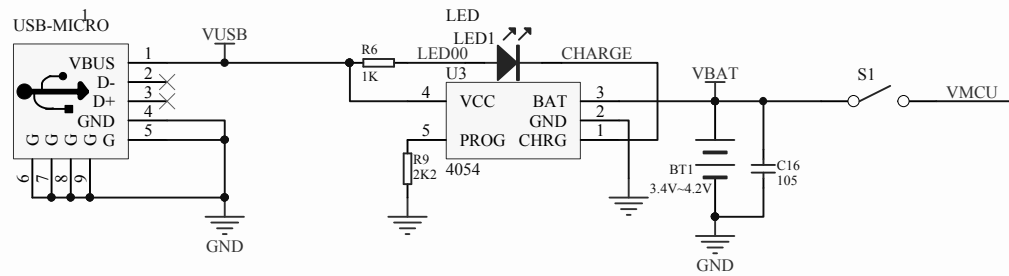 1
USB-MICRO
VBUS 1
D- 2
D+ 3
GND 4
G 5
G G G G
6 7 8 9
VUSB
GND
R6
1K
LED
LED1
LED00
CHARGE
U3
4 VCC BAT 3
GND 2
5 PROG CHRG 1
4054
R9
2K2
GND
VBAT
BT1
3.4V~4.2V
C16
105
GND
S1
VMCU